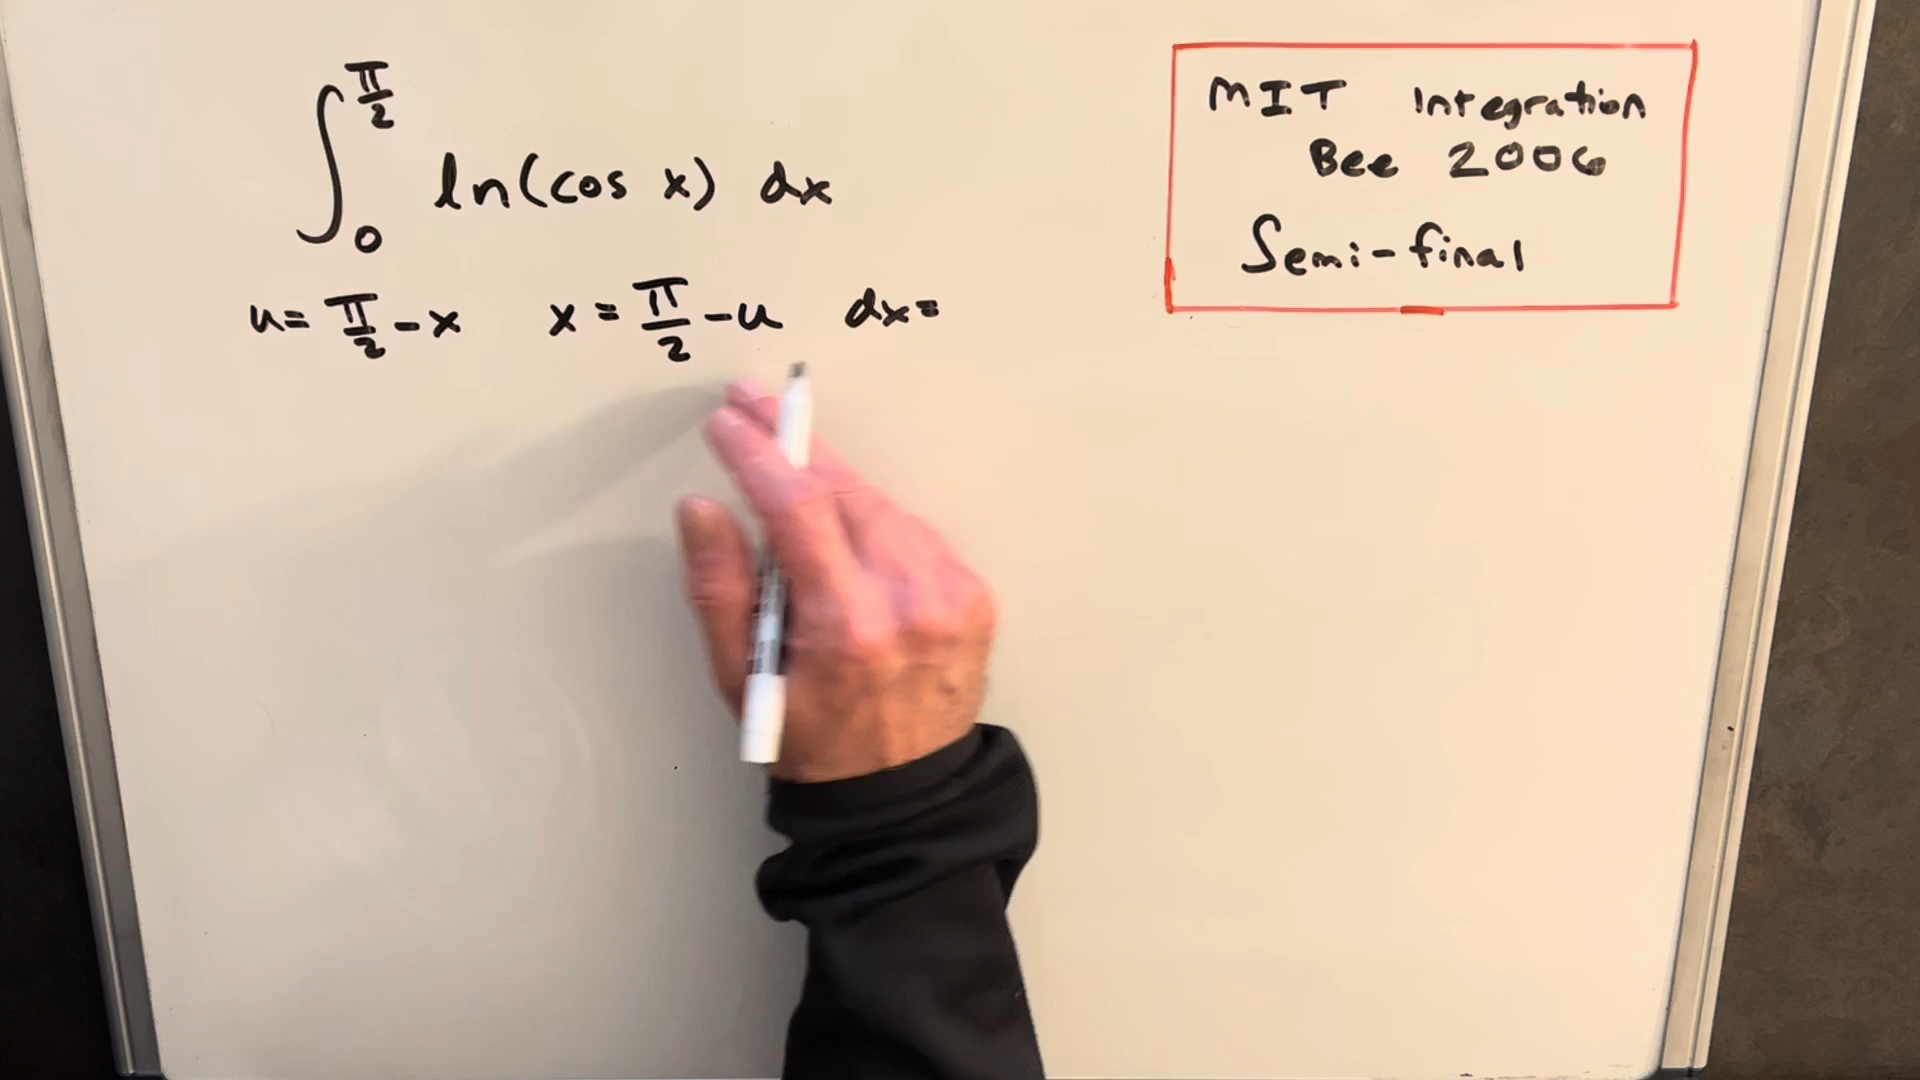 ∫₀^(π/2) ln(cos x) dx
u = π/2 - x   x = π/2 - u   dx =
MIT Integration
Bee 2006
Semi-final